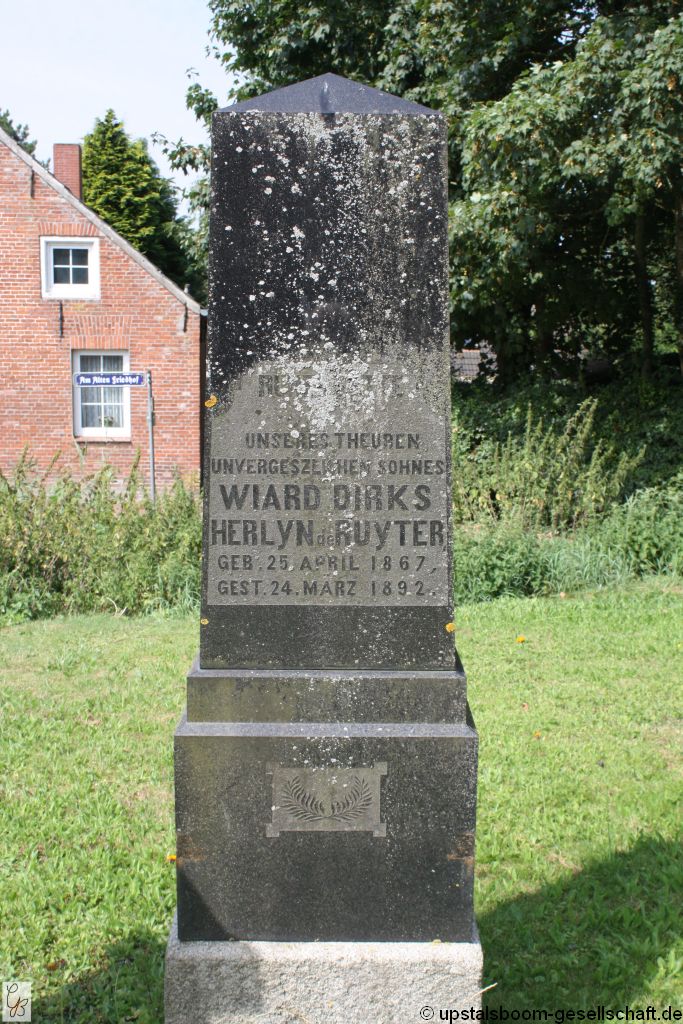 Am Alten Friedhof
RUHESTÄTTE
UNSERES THEUREN
UNVERGESZLICHEN SOHNES
WIARD DIRKS
HERLYN de RUYTER
GEB. 25. APRIL 1867,
GEST. 24. MÄRZ 1892.
© upstalsboom-gesellschaft.de